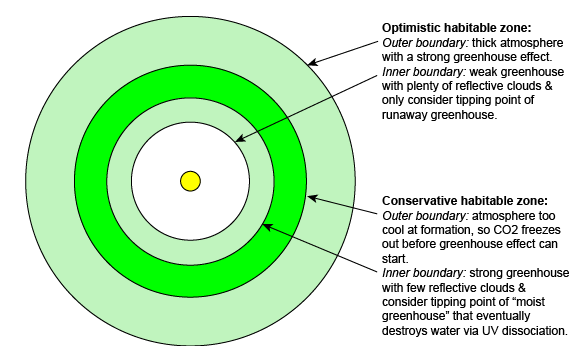 Optimistic habitable zone:
Outer boundary: thick atmosphere
with a strong greenhouse effect.
Inner boundary: weak greenhouse
with plenty of reflective clouds &
only consider tipping point of
runaway greenhouse.
Conservative habitable zone:
Outer boundary: atmosphere too
cool at formation, so CO2 freezes
out before greenhouse effect can
start.
Inner boundary: strong greenhouse
with few reflective clouds &
consider tipping point of “moist
greenhouse” that eventually
destroys water via UV dissociation.